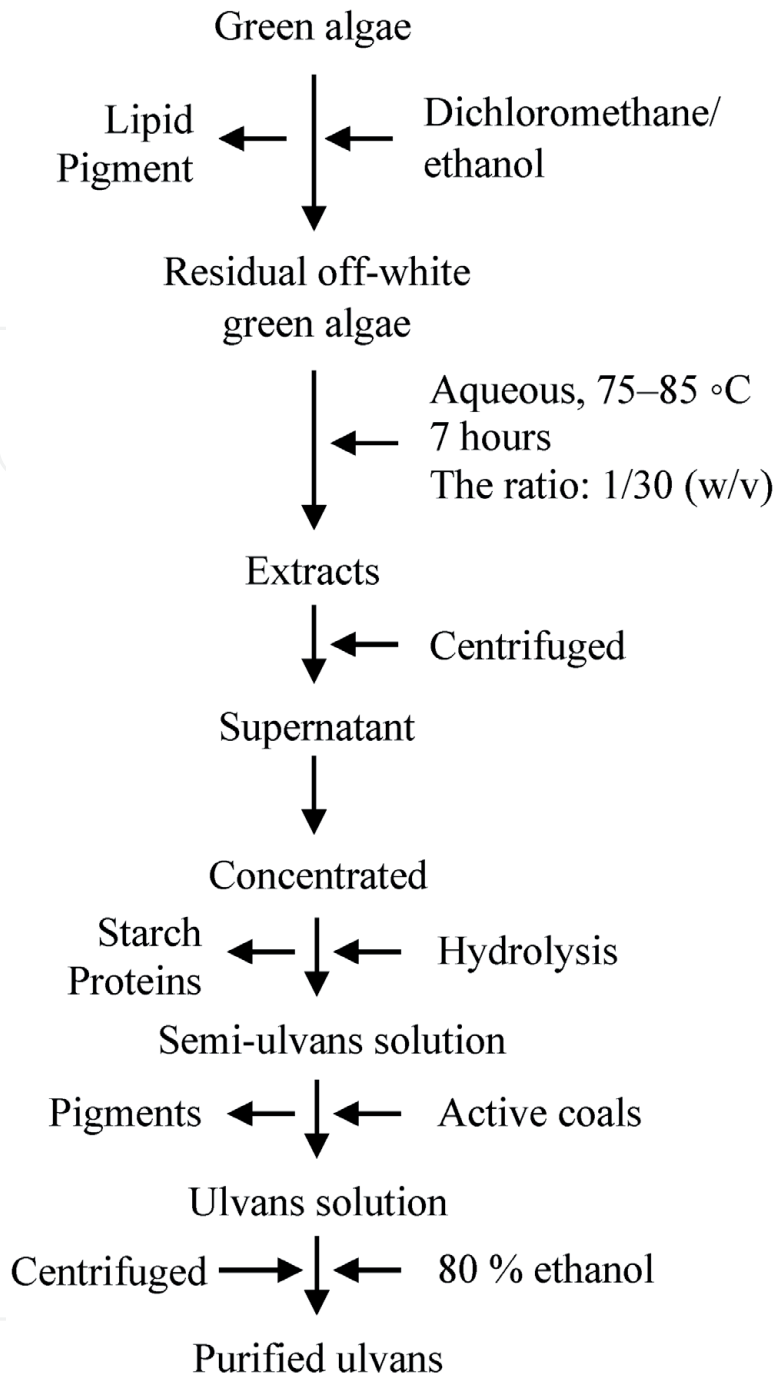 Green algae
Lipid
Pigment
Dichloromethane/
ethanol
Residual off-white
green algae
Aqueous, 75–85 °C
7 hours
The ratio: 1/30 (w/v)
Extracts
Centrifuged
Supernatant
Concentrated
Starch
Proteins
Hydrolysis
Semi-ulvans solution
Pigments
Active coals
Ulvans solution
Centrifuged
80 % ethanol
Purified ulvans